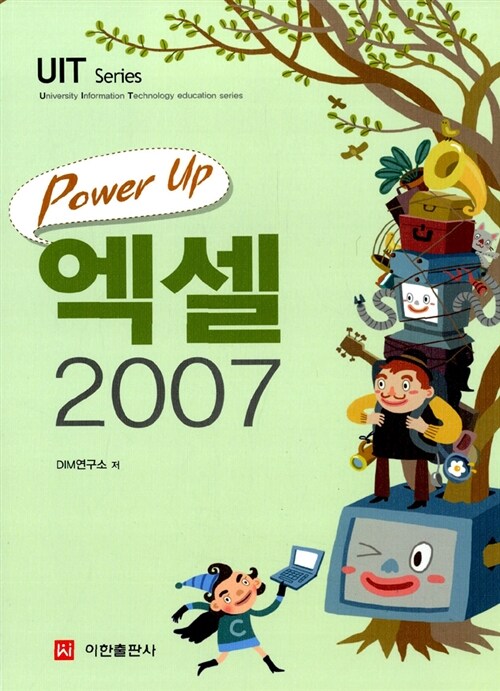 UIT Series
University Information Technology education series
Power Up
엑셀
2007
DIM연구소 저
C
이한출판사